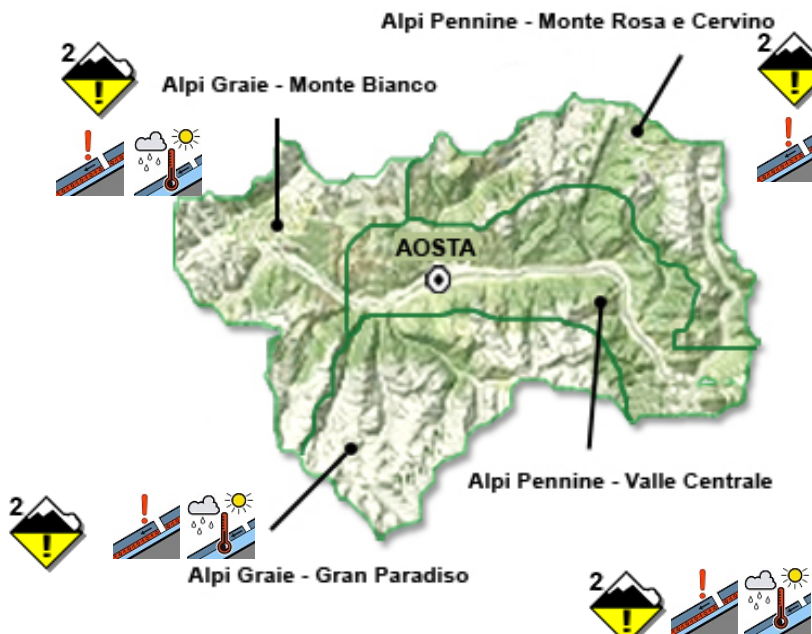 Alpi Pennine - Monte Rosa e Cervino
2
2
Alpi Graie - Monte Bianco
AOSTA
Alpi Pennine - Valle Centrale
2
Alpi Graie - Gran Paradiso
2